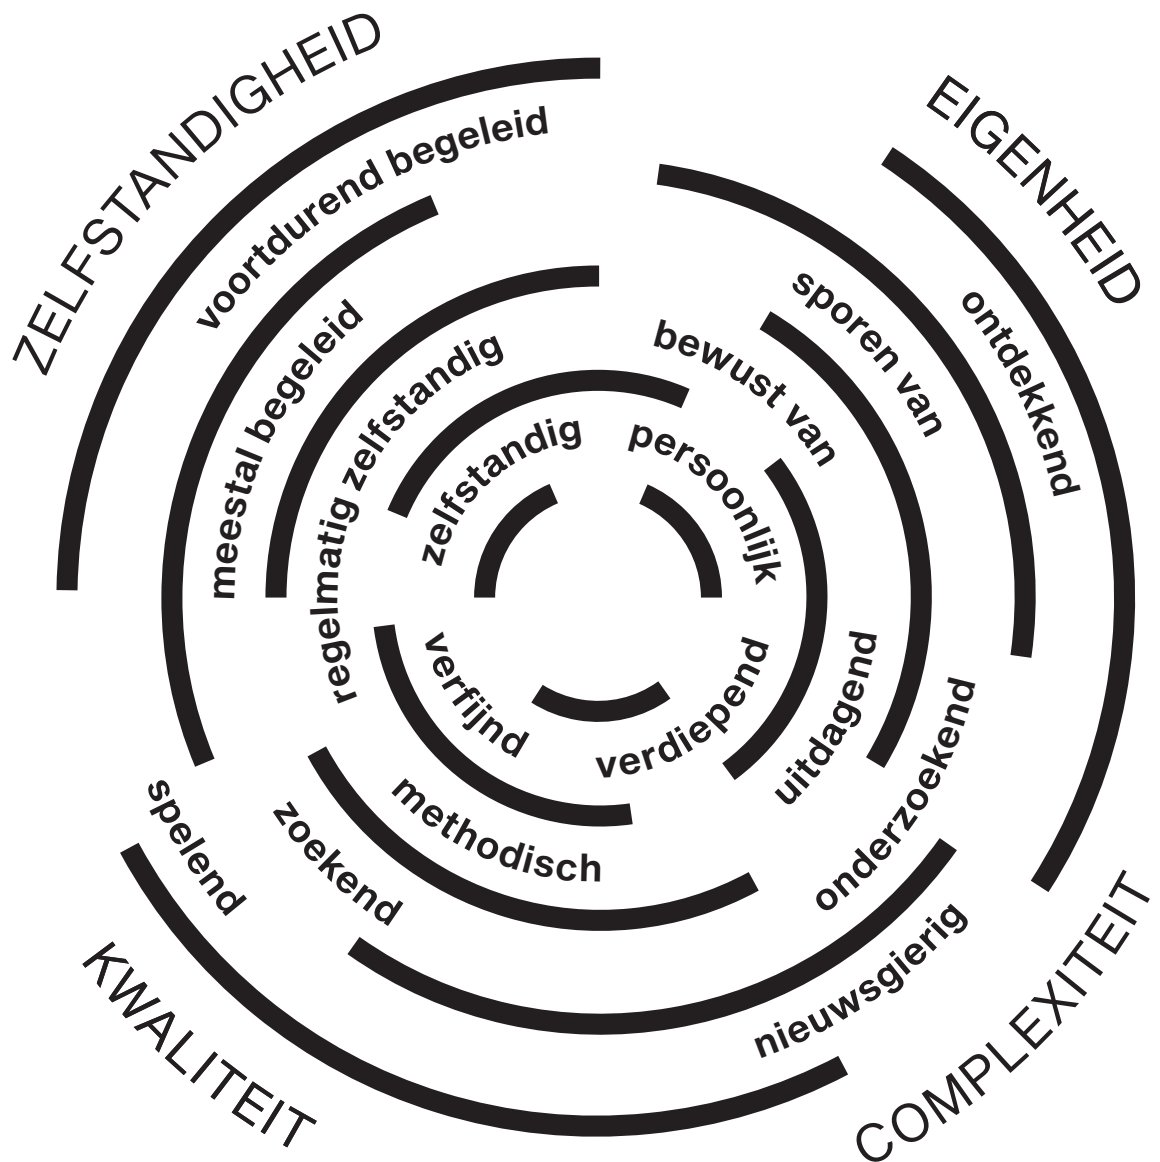 ZELFSTANDIGHEID
voortdurend begeleid
meestal begeleid
regelmatig zelfstandig
zelfstandig
EIGENHEID
ontdekkend
sporen van
bewust van
persoonlijk
COMPLEXITEIT
nieuwsgierig
onderzoekend
uitdagend
verdiepend
KWALITEIT
spelend
zoekend
methodisch
verfijnd